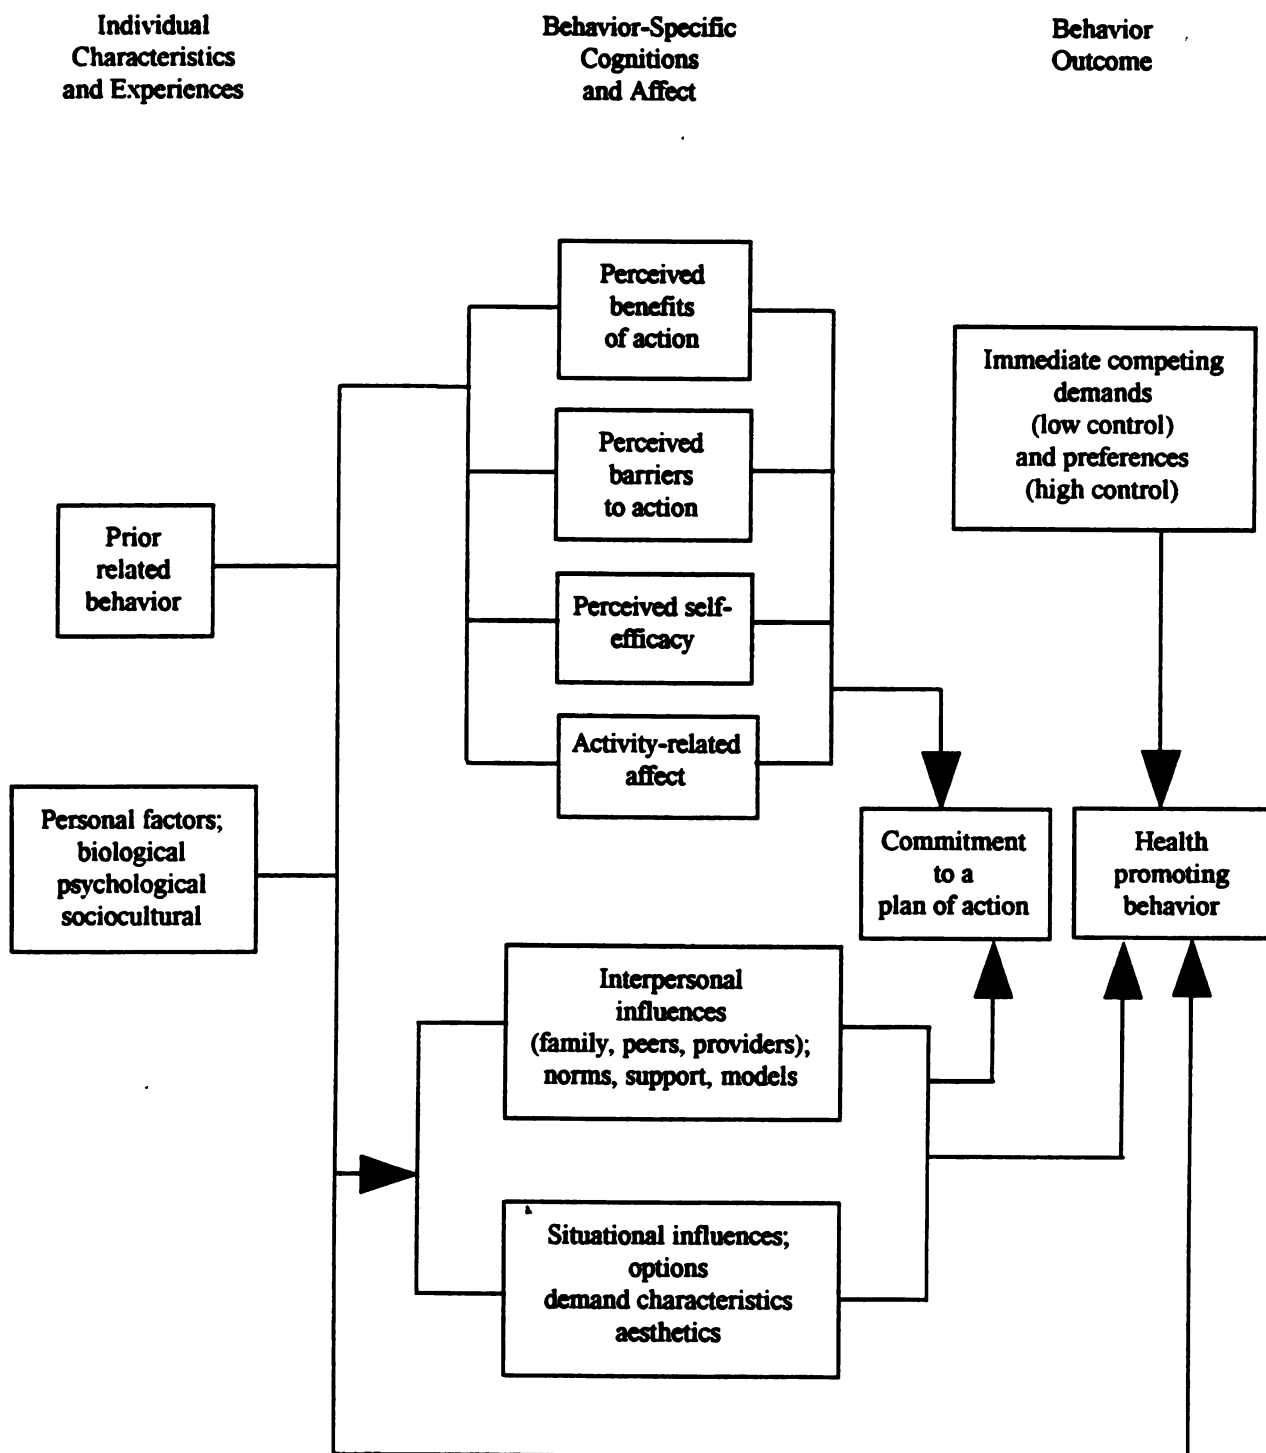 Individual
Characteristics
and Experiences
Behavior-Specific
Cognitions
and Affect
Behavior
Outcome
Perceived
benefits
of action
Immediate competing
demands
(low control)
and preferences
(high control)
Perceived
barriers
to action
Prior
related
behavior
Perceived self-
efficacy
Activity-related
affect
Personal factors;
biological
psychological
sociocultural
Commitment
to a
plan of action
Health
promoting
behavior
Interpersonal
influences
(family, peers, providers);
norms, support, models
Situational influences;
options
demand characteristics
aesthetics